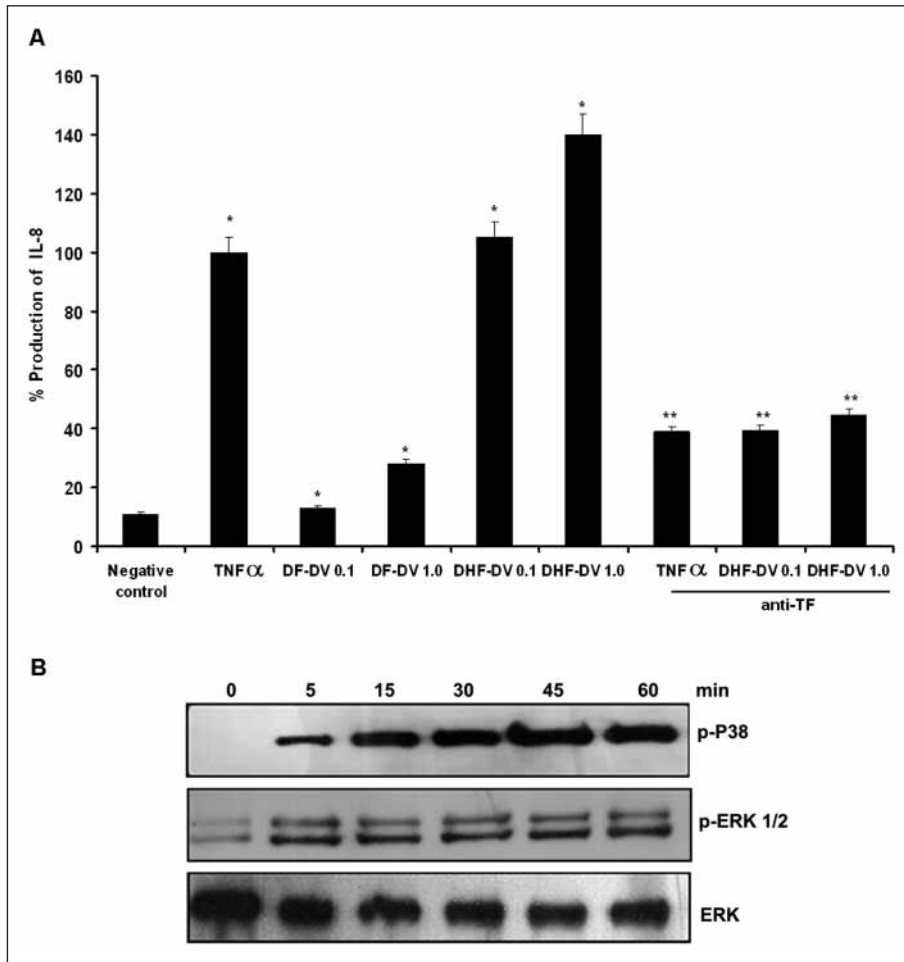 A
% Production of IL-8
160
140
120
100
80
60
40
20
0
*
*
*
*
*
**
**
**
Negative control
TNFα
DF-DV 0.1
DF-DV 1.0
DHF-DV 0.1
DHF-DV 1.0
TNFα
DHF-DV 0.1
DHF-DV 1.0
anti-TF
B
0 5 15 30 45 60 min
p-P38
p-ERK 1/2
ERK